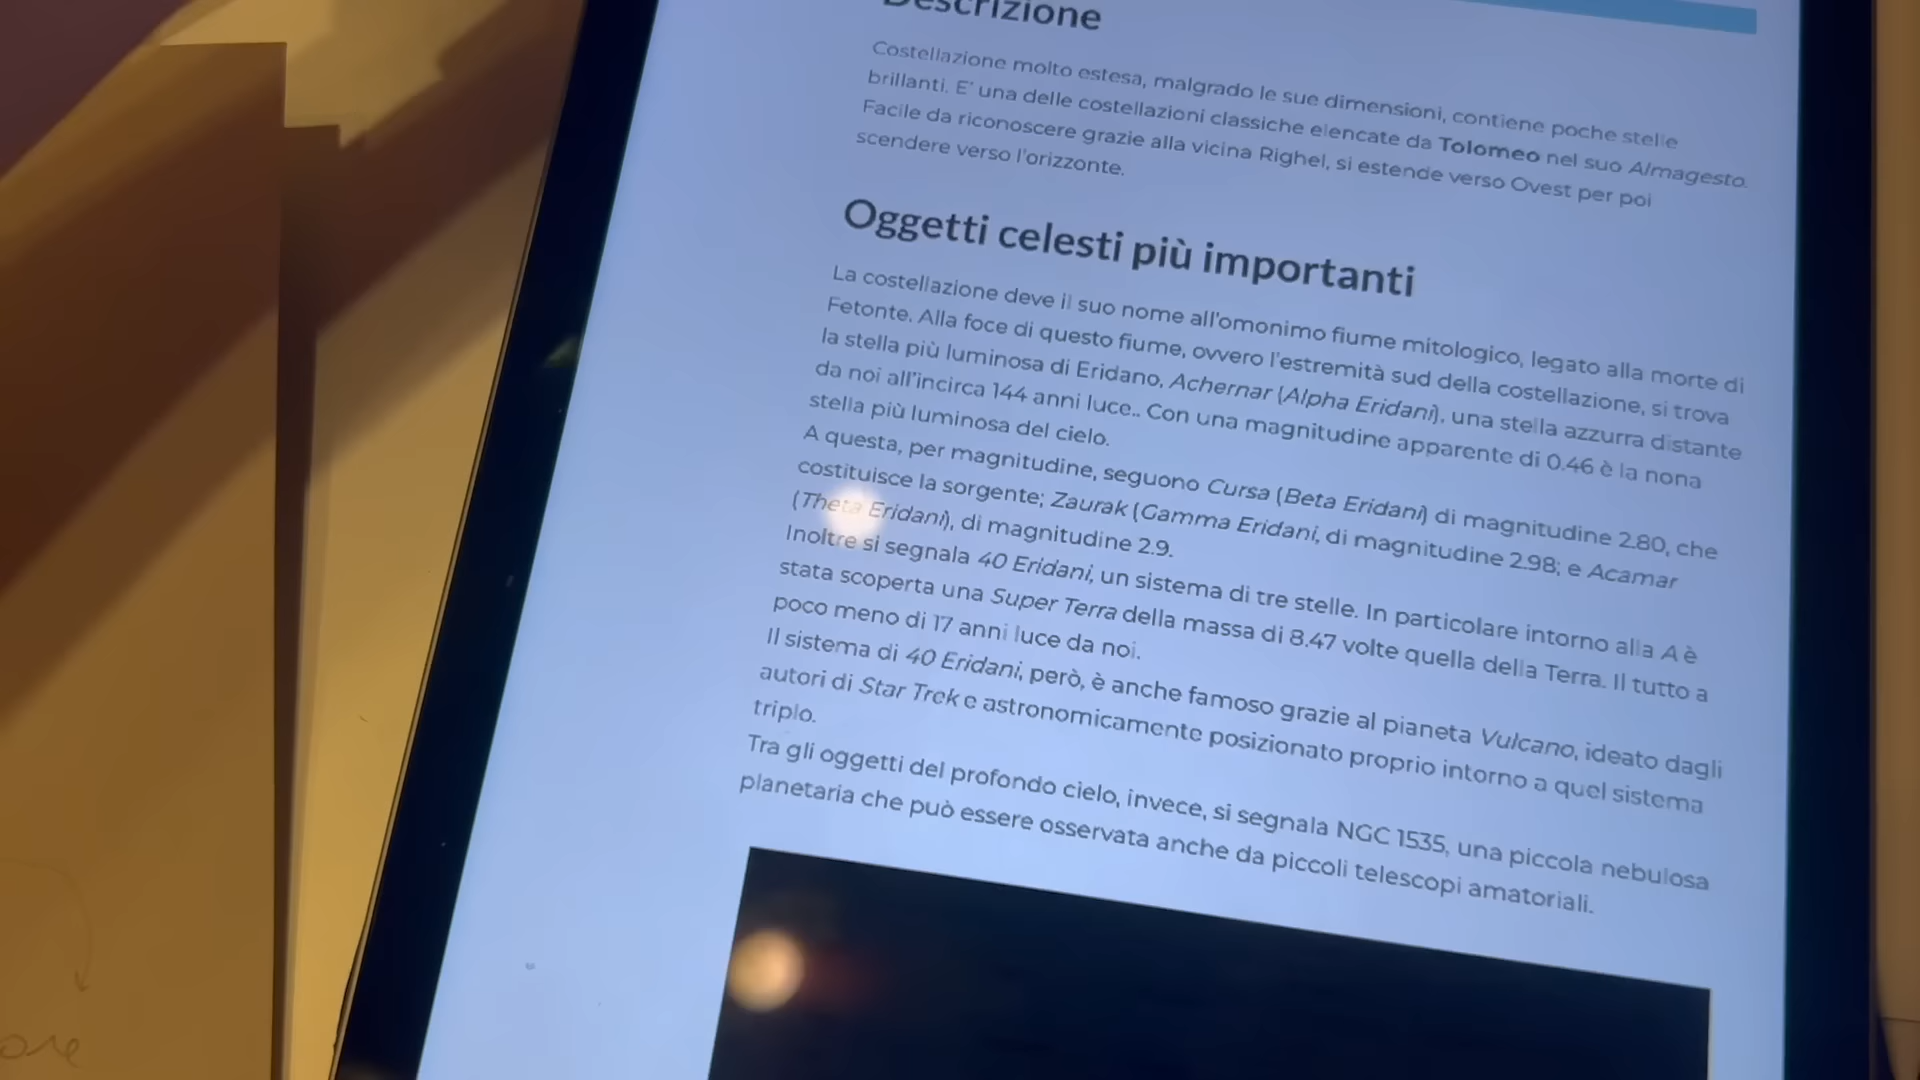 Descrizione
Costellazione molto estesa, malgrado le sue dimensioni, contiene poche stelle
brillanti. E' una delle costellazioni classiche elencate da Tolomeo nel suo Almagesto.
Facile da riconoscere grazie alla vicina Righel, si estende verso Ovest per poi
scendere verso l'orizzonte.
Oggetti celesti più importanti
La costellazione deve il suo nome all'omonimo fiume mitologico, legato alla morte di
Fetonte. Alla foce di questo fiume, ovvero l'estremità sud della costellazione, si trova
la stella più luminosa di Eridano, Achernar (Alpha Eridani), una stella azzurra distante
da noi all'incirca 144 anni luce.. Con una magnitudine apparente di 0.46 è la nona
stella più luminosa del cielo.
A questa, per magnitudine, seguono Cursa (Beta Eridani) di magnitudine 2.80, che
costituisce la sorgente; Zaurak (Gamma Eridani, di magnitudine 2.98; e Acamar
(Theta Eridani), di magnitudine 2.9.
Inoltre si segnala 40 Eridani, un sistema di tre stelle. In particolare intorno alla A è
stata scoperta una Super Terra della massa di 8.47 volte quella della Terra. Il tutto a
poco meno di 17 anni luce da noi.
Il sistema di 40 Eridani, però, è anche famoso grazie al pianeta Vulcano, ideato dagli
autori di Star Trek e astronomicamente posizionato proprio intorno a quel sistema
triplo.
Tra gli oggetti del profondo cielo, invece, si segnala NGC 1535, una piccola nebulosa
planetaria che può essere osservata anche da piccoli telescopi amatoriali.